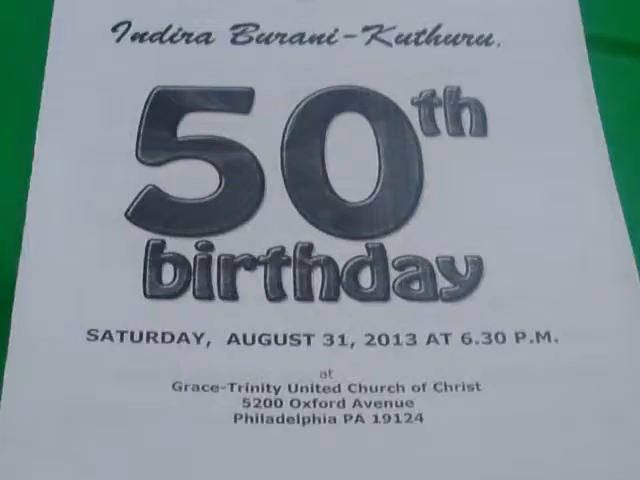 Indira Burani-Kuthuru.
50th
birthday
SATURDAY, AUGUST 31, 2013 AT 6.30 P.M.
at
Grace-Trinity United Church of Christ
5200 Oxford Avenue
Philadelphia PA 19124